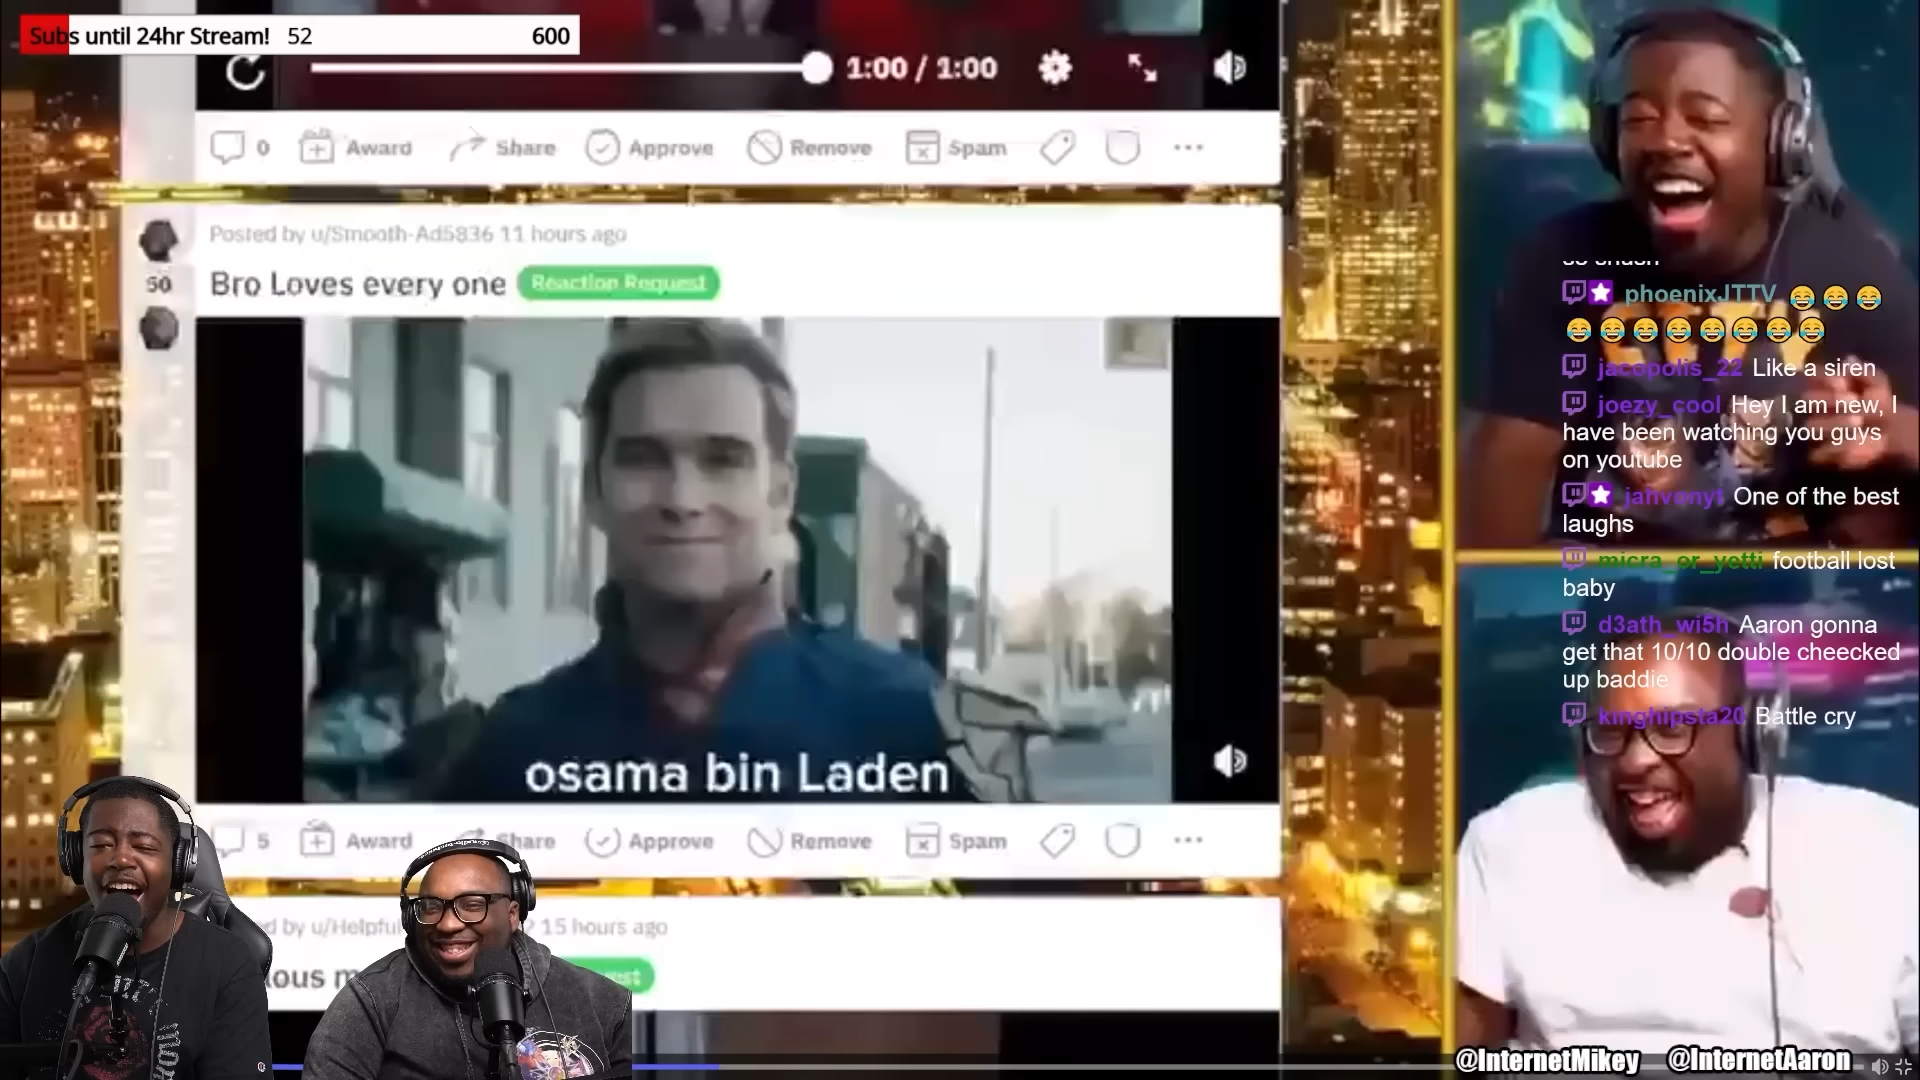 Subs until 24hr Stream! 52 600
1:00 / 1:00
0 Award Share Approve Remove Spam ...
Posted by u/Smooth-Ad5836 11 hours ago
50
Bro Loves every one Reaction Request
osama bin Laden
5 Award Share Approve Remove Spam ...
by u/Helpful 15 hours ago
phoenixJTTV 😂😂😂
😂😂😂😂😂😂😂😂
jacopolis_22 Like a siren
joezy_cool Hey I am new, I
have been watching you guys
on youtube
One of the best
laughs
micra_or_yetti football lost
baby
d3ath_wi5h Aaron gonna
get that 10/10 double cheecked
up baddie
kinghipsta20 Battle cry
@InternetMikey @InternetAaron